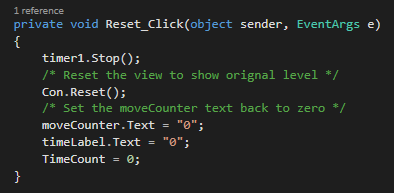 1 reference
private void Reset_Click(object sender, EventArgs e)
{
timer1.Stop();
/* Reset the view to show orignal level */
Con.Reset();
/* Set the moveCounter text back to zero */
moveCounter.Text = "0";
timeLabel.Text = "0";
TimeCount = 0;
}